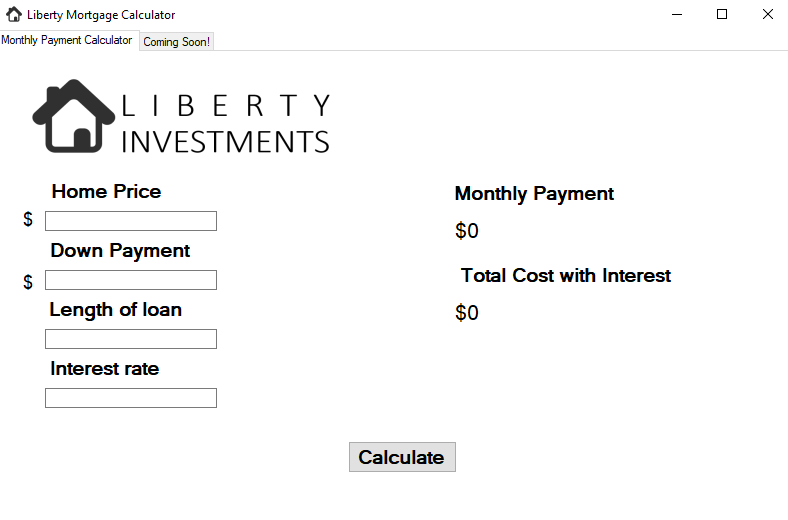 Liberty Mortgage Calculator
Monthly Payment Calculator
Coming Soon!
LIBERTY
INVESTMENTS
Home Price
$
Down Payment
$
Length of loan
Interest rate
Monthly Payment
$0
Total Cost with Interest
$0
Calculate